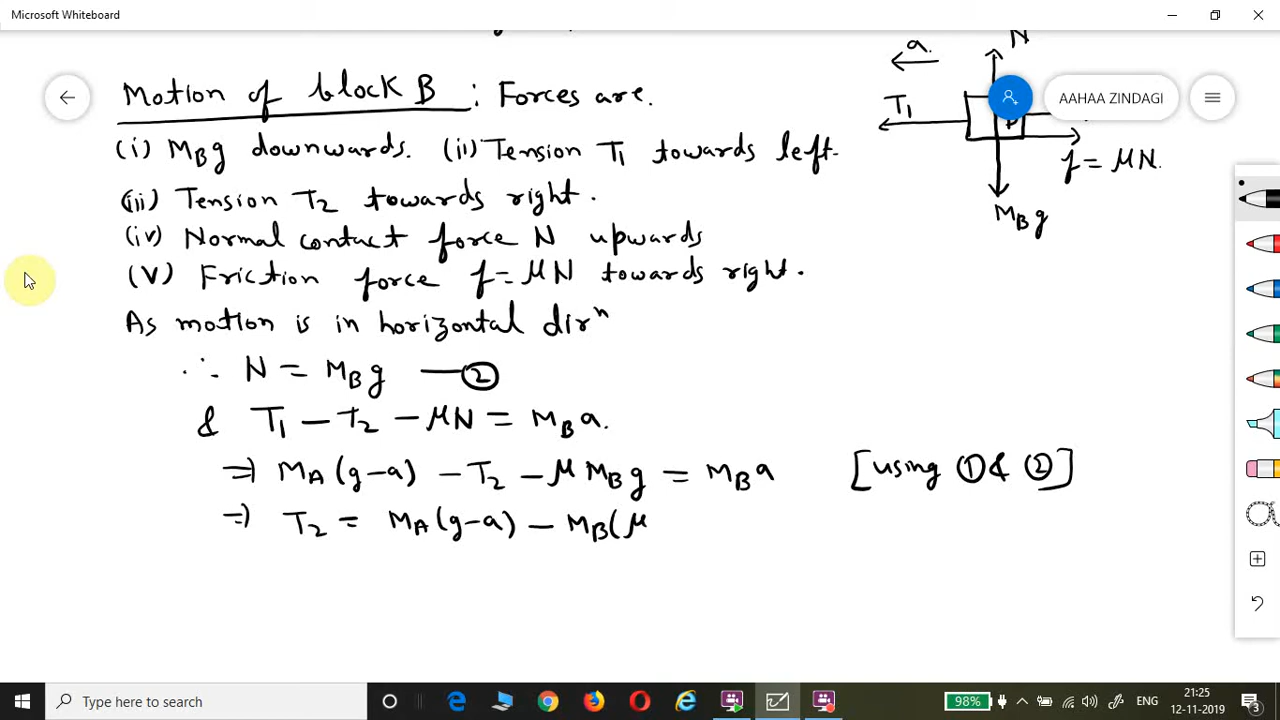 Microsoft Whiteboard
a.
N
AAHAA ZINDAGI
Motion of block B : Forces are.
T1
(i) MBg downwards. (ii) Tension T1 towards left.
f = μN.
(iii) Tension T2 towards right.
MBg
(iv) Normal contact force N upwards
(V) Friction force f = μN towards right.
As motion is in horizontal dirⁿ
∴ N = MBg —②
& T1 – T2 – μN = MBa.
⇒ MA(g-a) – T2 – μMBg = MBa [using ① & ②]
⇒ T2 = MA(g-a) – MB(μ
Type here to search
98%
ENG
21:25
12-11-2019
3